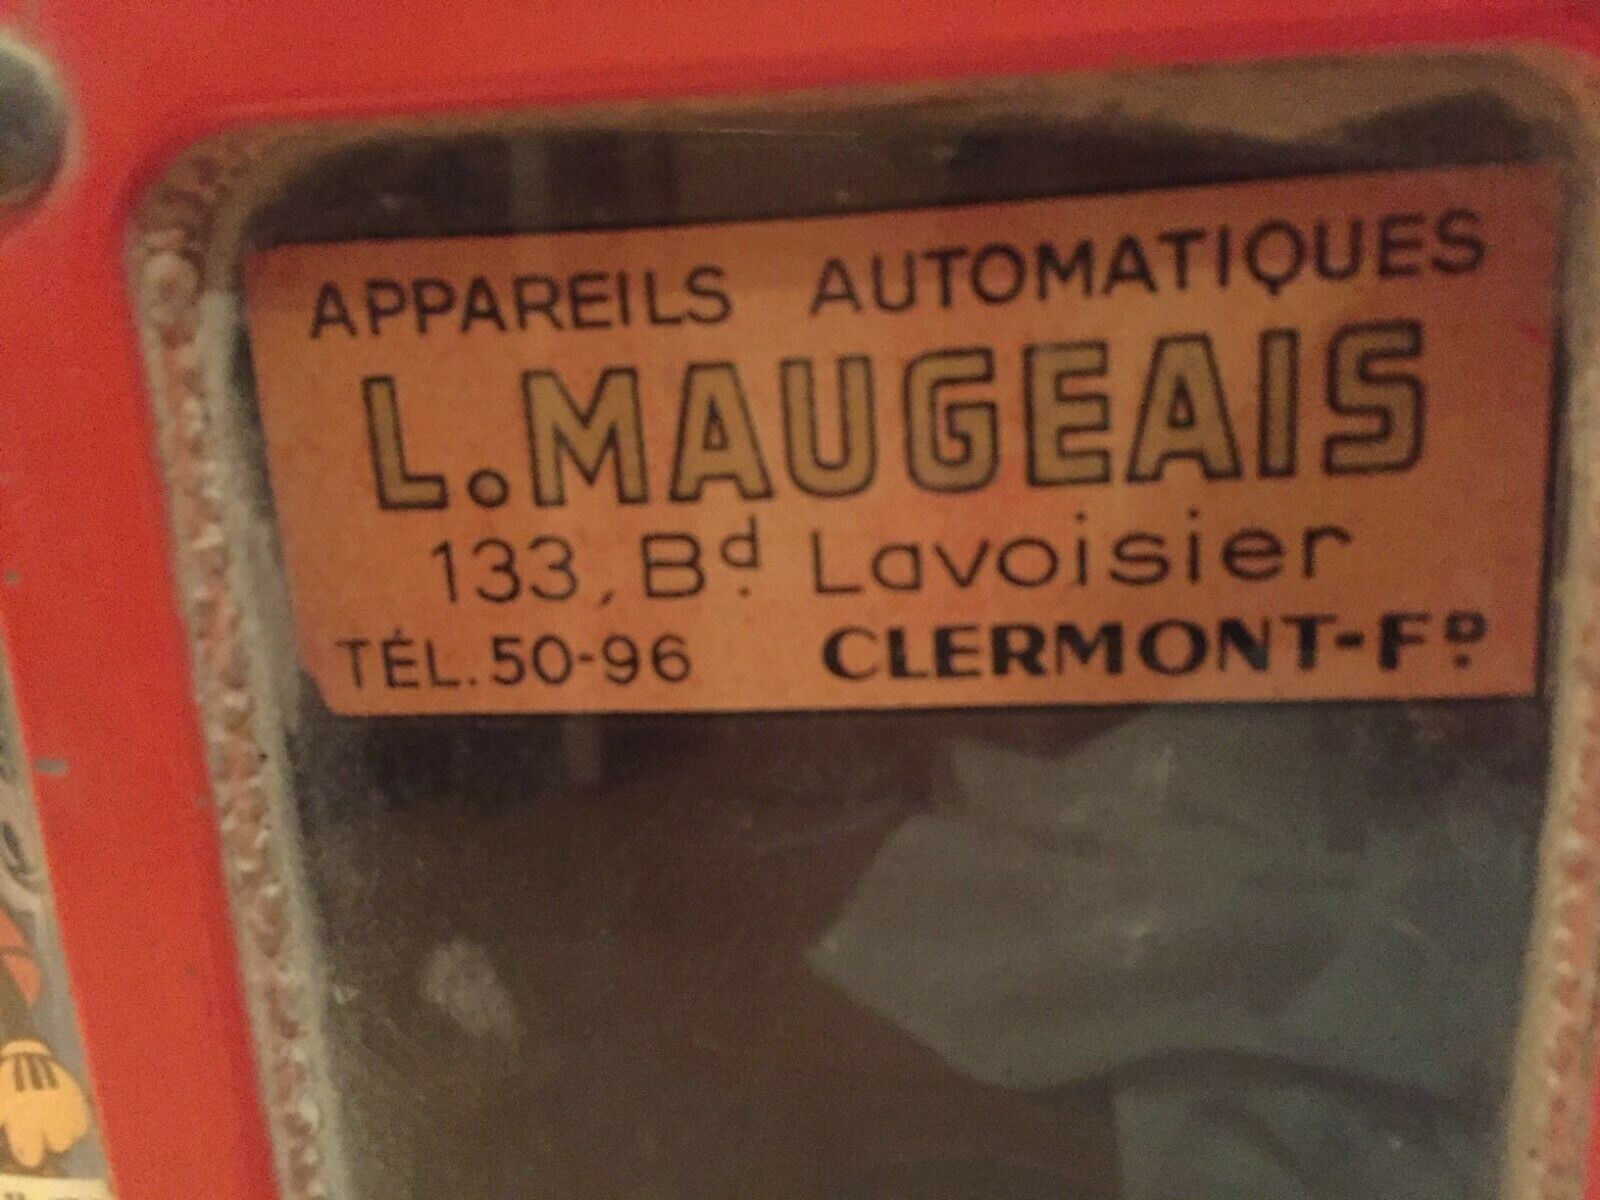 APPAREILS AUTOMATIQUES
L. MAUGEAIS
133, Bd. Lavoisier
TÉL. 50-96 CLERMONT-FD.